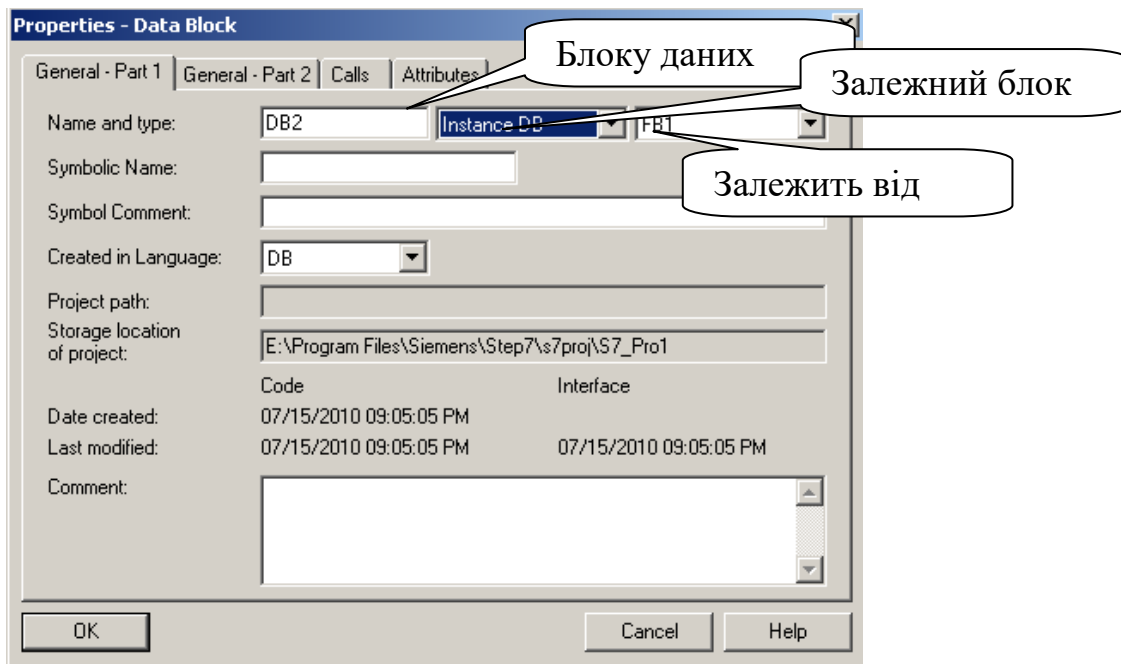 Properties - Data Block
Блоку даних
General - Part 1 General - Part 2 Calls Attributes
Залежний блок
Name and type: DB2 Instance DB FB1
Symbolic Name:
Залежить від
Symbol Comment:
Created in Language: DB
Project path:
Storage location
of project: E:\Program Files\Siemens\Step7\s7proj\S7_Pro1
Code Interface
Date created: 07/15/2010 09:05:05 PM
Last modified: 07/15/2010 09:05:05 PM 07/15/2010 09:05:05 PM
Comment:
OK Cancel Help